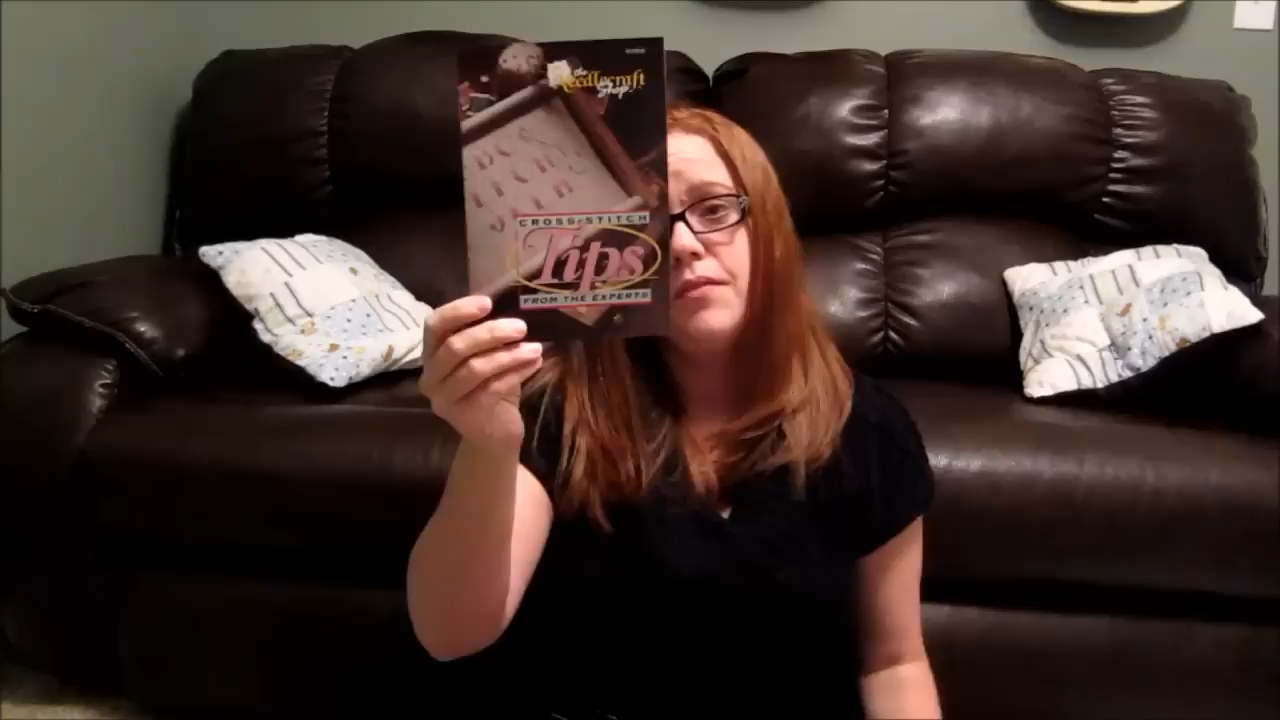 the
Needlecraft
Shop
CROSS-STITCH
Tips
FROM THE EXPERTS